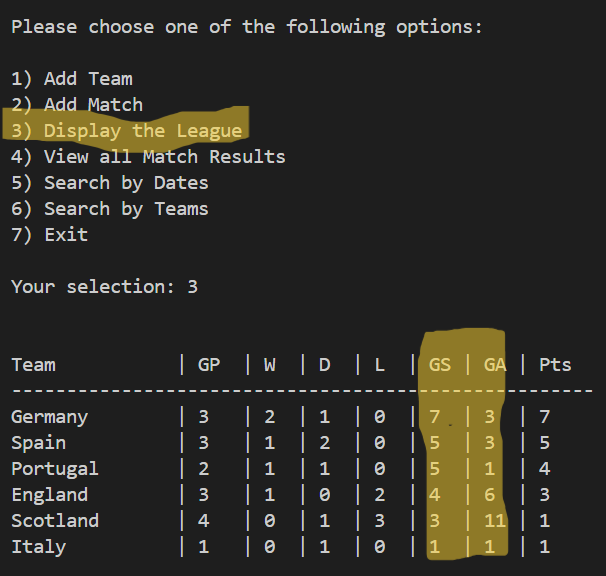 Please choose one of the following options:
1) Add Team
2) Add Match
3) Display the League
4) View all Match Results
5) Search by Dates
6) Search by Teams
7) Exit
Your selection: 3
Team | GP | W | D | L | GS | GA | Pts
-----------------------------------------------------
Germany | 3 | 2 | 1 | 0 | 7 | 3 | 7
Spain | 3 | 1 | 2 | 0 | 5 | 3 | 5
Portugal | 2 | 1 | 1 | 0 | 5 | 1 | 4
England | 3 | 1 | 0 | 2 | 4 | 6 | 3
Scotland | 4 | 0 | 1 | 3 | 3 | 11 | 1
Italy | 1 | 0 | 1 | 0 | 1 | 1 | 1